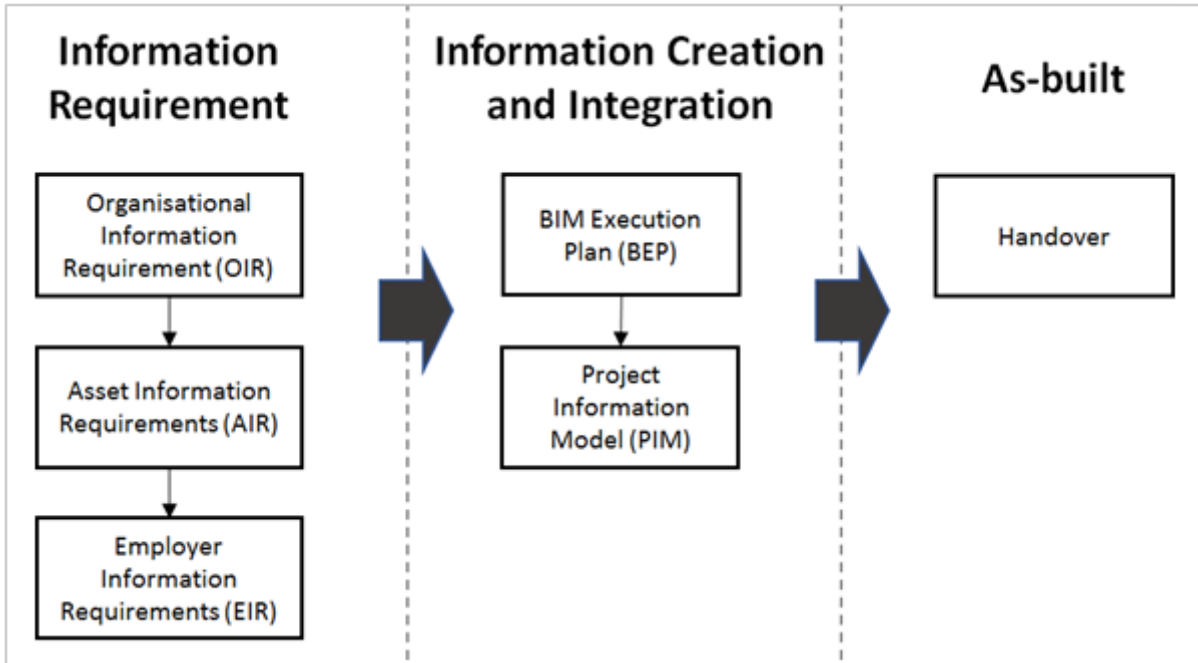 Information
Requirement
Organisational
Information
Requirement (OIR)
Asset Information
Requirements (AIR)
Employer
Information
Requirements (EIR)
Information Creation
and Integration
BIM Execution
Plan (BEP)
Project
Information
Model (PIM)
As-built
Handover